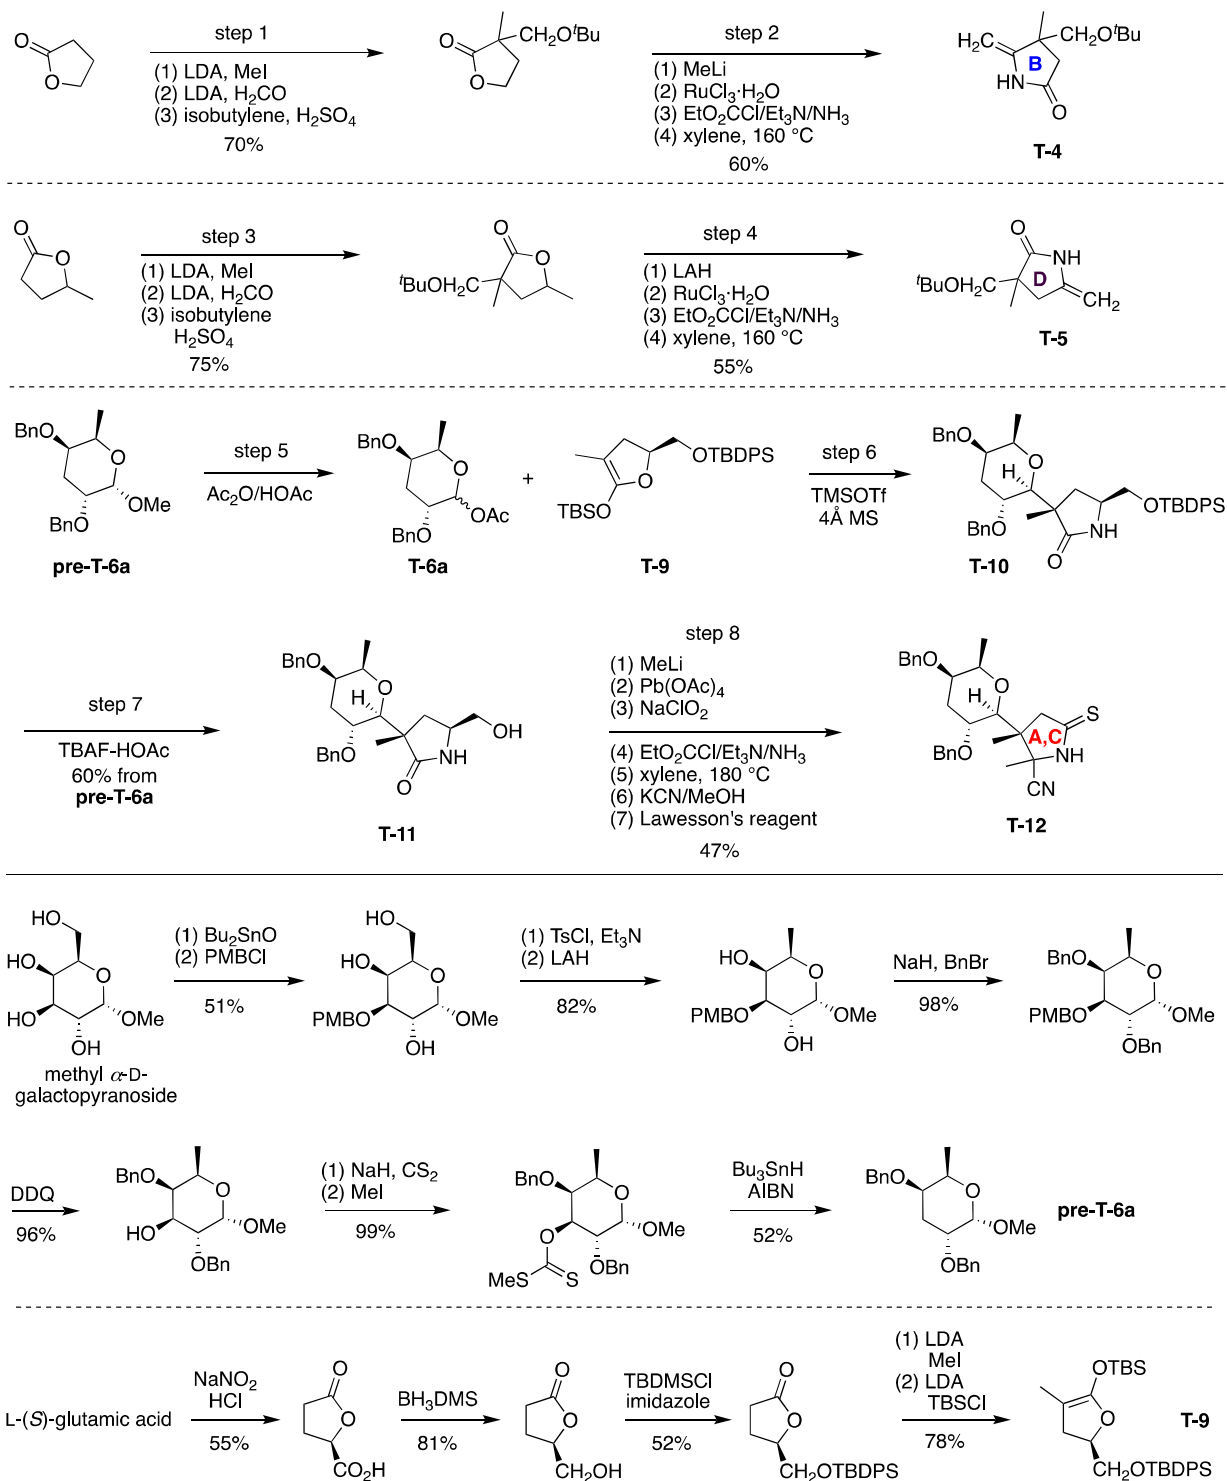 step 1
(1) LDA, MeI
(2) LDA, H2CO
(3) isobutylene, H2SO4
70%
O
O
O
O
CH2OtBu
step 2
(1) MeLi
(2) RuCl3·H2O
(3) EtO2CCl/Et3N/NH3
(4) xylene, 160 °C
60%
H2C
CH2OtBu
B
HN
O
T-4
O
O
step 3
(1) LDA, MeI
(2) LDA, H2CO
(3) isobutylene
H2SO4
75%
O
O
tBuOH2C
step 4
(1) LAH
(2) RuCl3·H2O
(3) EtO2CCl/Et3N/NH3
(4) xylene, 160 °C
55%
O
NH
D
tBuOH2C
CH2
T-5
BnO
O
OMe
BnO
pre-T-6a
step 5
Ac2O/HOAc
BnO
O
OAc
BnO
T-6a
+
Me
O
TBSO
OTBDPS
T-9
step 6
TMSOTf
4Å MS
BnO
O
H
BnO
Me
O
NH
OTBDPS
T-10
step 7
TBAF-HOAc
60% from
pre-T-6a
BnO
O
H
BnO
Me
O
NH
OH
T-11
step 8
(1) MeLi
(2) Pb(OAc)4
(3) NaClO2
(4) EtO2CCl/Et3N/NH3
(5) xylene, 180 °C
(6) KCN/MeOH
(7) Lawesson's reagent
47%
BnO
O
H
BnO
Me
Me
A,C
S
NH
CN
T-12
HO
HO
HO
O
OMe
OH
methyl α-D-
galactopyranoside
(1) Bu2SnO
(2) PMBCl
51%
HO
HO
PMBO
O
OMe
OH
(1) TsCl, Et3N
(2) LAH
82%
HO
PMBO
O
OMe
OH
NaH, BnBr
98%
BnO
PMBO
O
OMe
OBn
DDQ
96%
BnO
HO
O
OMe
OBn
(1) NaH, CS2
(2) MeI
99%
BnO
O
OMe
O
OBn
MeS
S
Bu3SnH
AIBN
52%
BnO
O
OMe
OBn
pre-T-6a
L-(S)-glutamic acid
NaNO2
HCl
55%
O
O
CO2H
BH3DMS
81%
O
O
CH2OH
TBDMSCl
imidazole
52%
O
O
CH2OTBDPS
(1) LDA
MeI
(2) LDA
TBSCl
78%
OTBS
Me
O
CH2OTBDPS
T-9